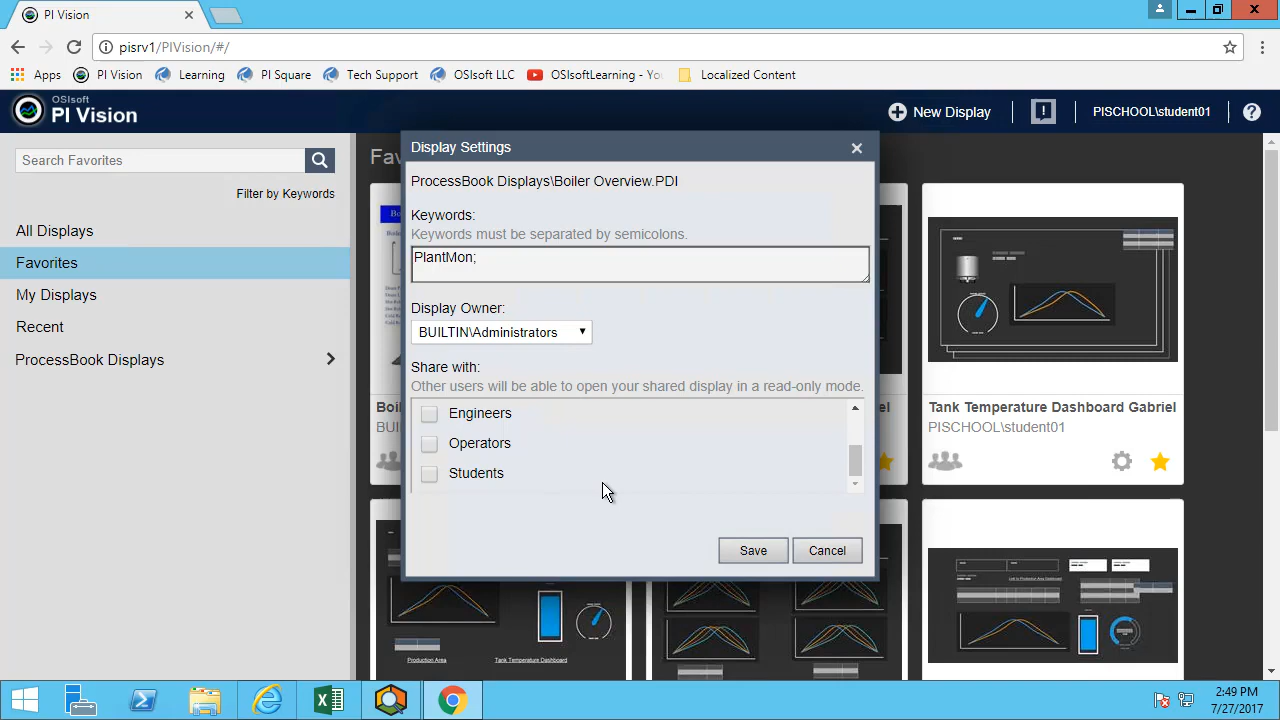 PI Vision
pisrv1/PIVision/#/
Apps PI Vision Learning PI Square Tech Support OSIsoft LLC OSIsoftLearning - Yo Localized Content
OSIsoft
PI Vision
New Display
PISCHOOL\student01
Search Favorites
Filter by Keywords
All Displays
Favorites
My Displays
Recent
ProcessBook Displays
Display Settings
ProcessBook Displays\Boiler Overview.PDI
Keywords:
Keywords must be separated by semicolons.
PlantMon;
Display Owner:
BUILTIN\Administrators
Share with:
Other users will be able to open your shared display in a read-only mode.
Engineers
Operators
Students
Save Cancel
Tank Temperature Dashboard Gabriel
PISCHOOL\student01
Production Area
Tank Temperature Dashboard
2:49 PM
7/27/2017